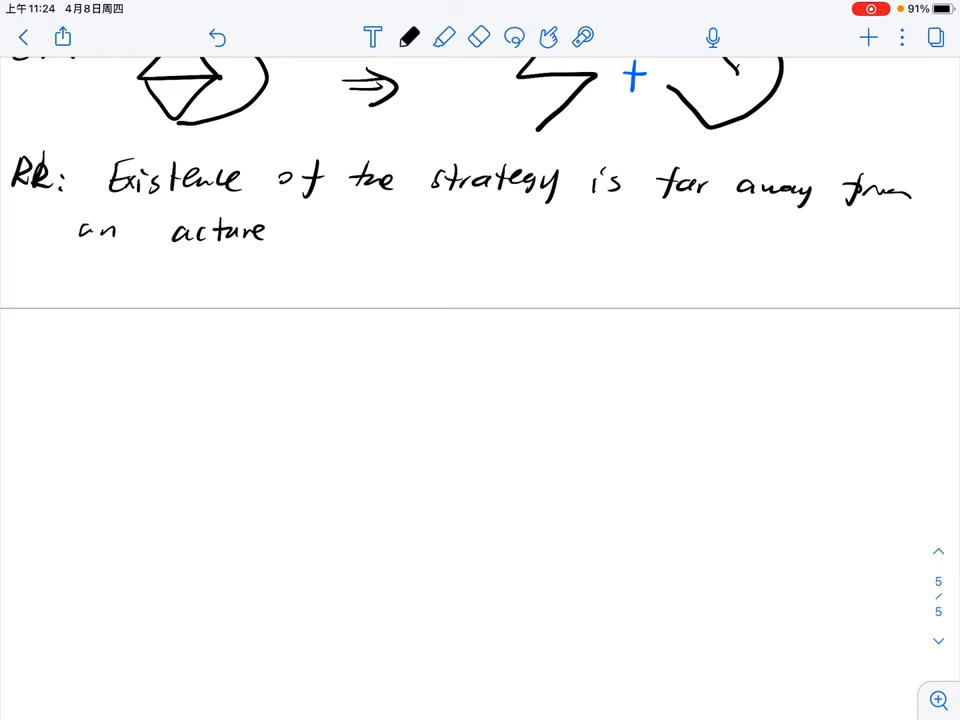 上午11:24 4月8日周四
91%
T
Rk: Existence of the strategy is far away from
an acture
5
/
5